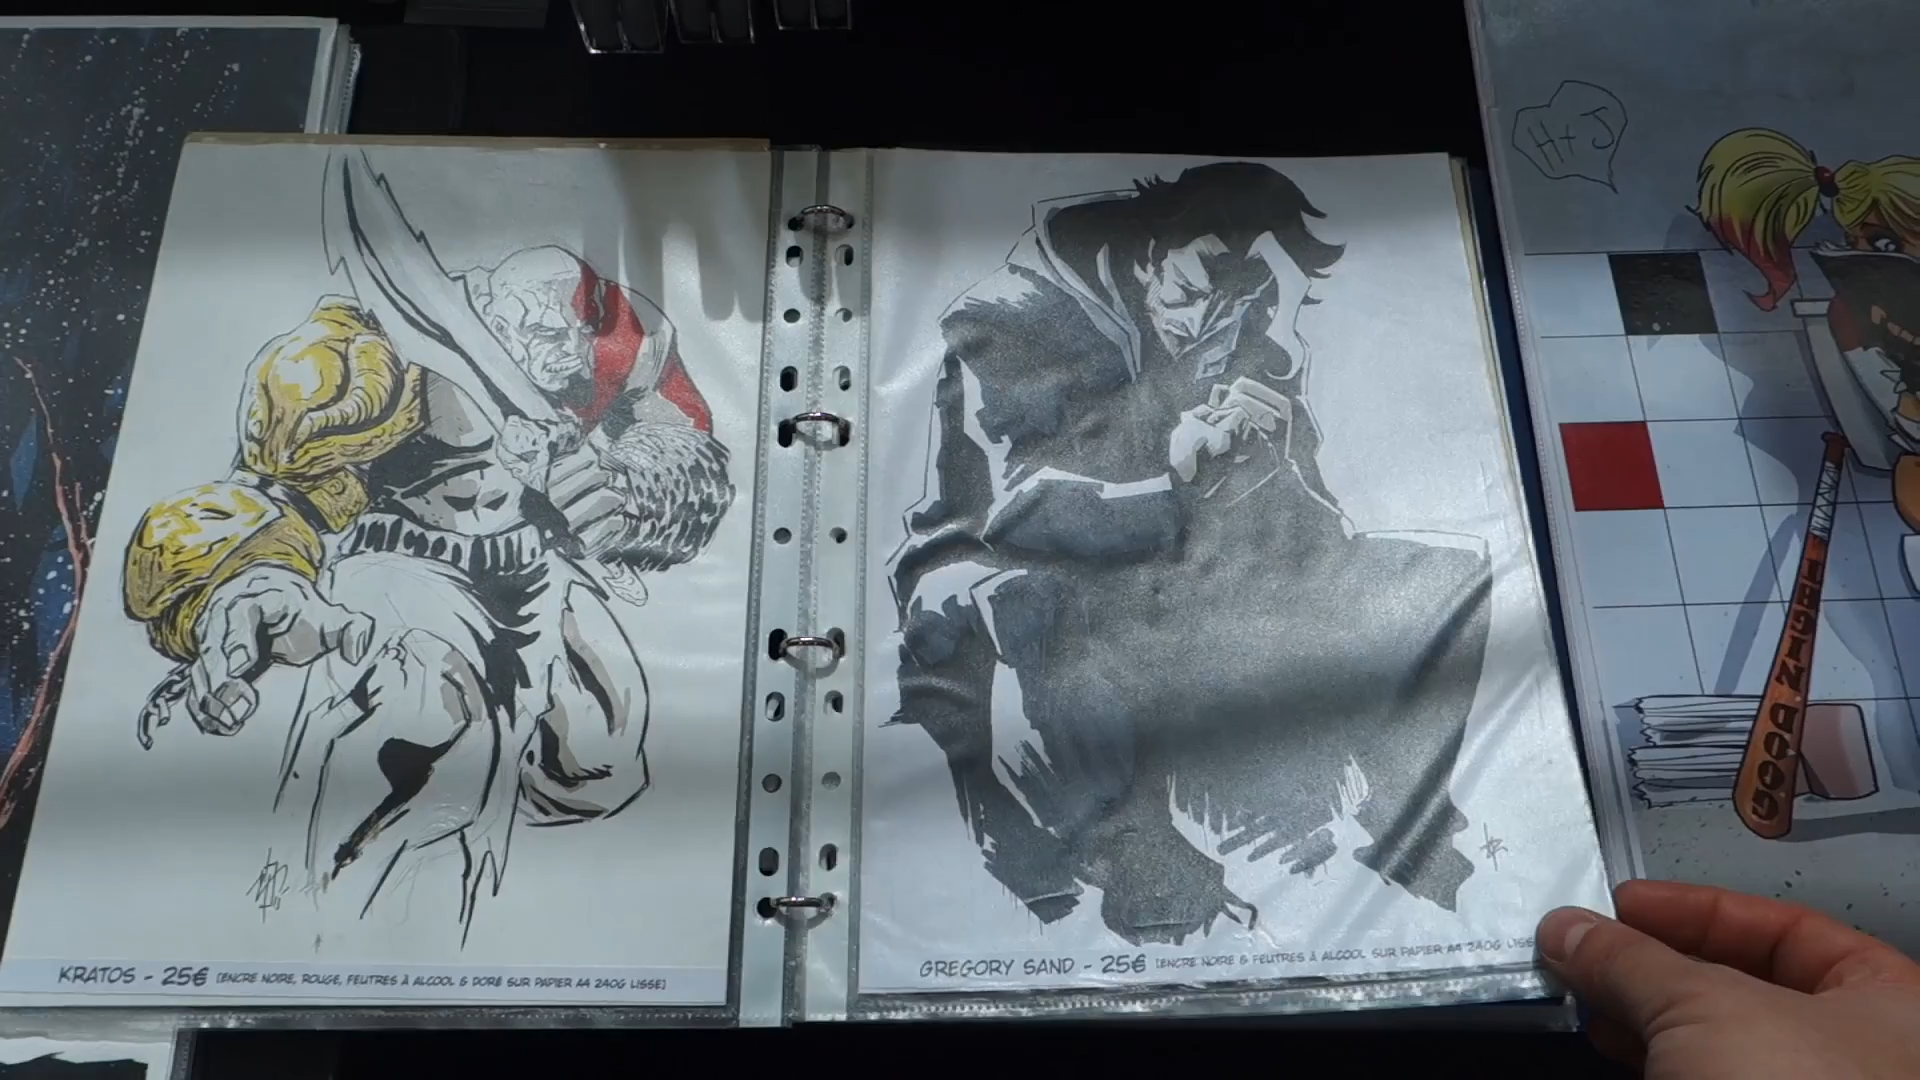 H+J
KRATOS - 25€ [ENCRE NOIRE, ROUGE, FEUTRES À ALCOOL & DORÉ SUR PAPIER A4 240G LISSE]
GREGORY SAND - 25€ [ENCRE NOIRE & FEUTRES À ALCOOL SUR PAPIER A4 240G LISSE